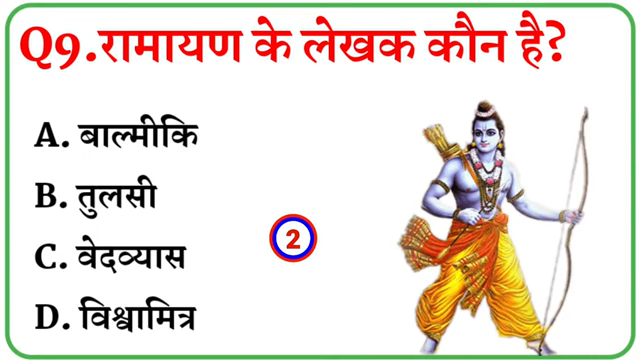 Q9.रामायण के लेखक कौन है?
A. बाल्मीकि
B. तुलसी
2
C. वेदव्यास
D. विश्वामित्र